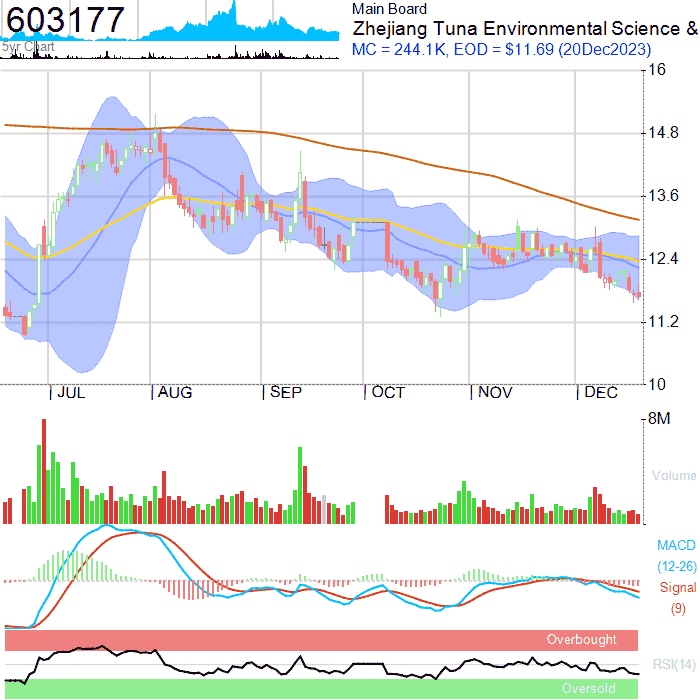 603177
5yr Chart
Main Board
Zhejiang Tuna Environmental Science &
MC = 244.1K, EOD = $11.69 (20Dec2023)
16
14.8
13.6
12.4
11.2
10
JUL AUG SEP OCT NOV DEC
8M
Volume
MACD
(12-26)
Signal
(9)
Overbought
RSI(14)
Oversold